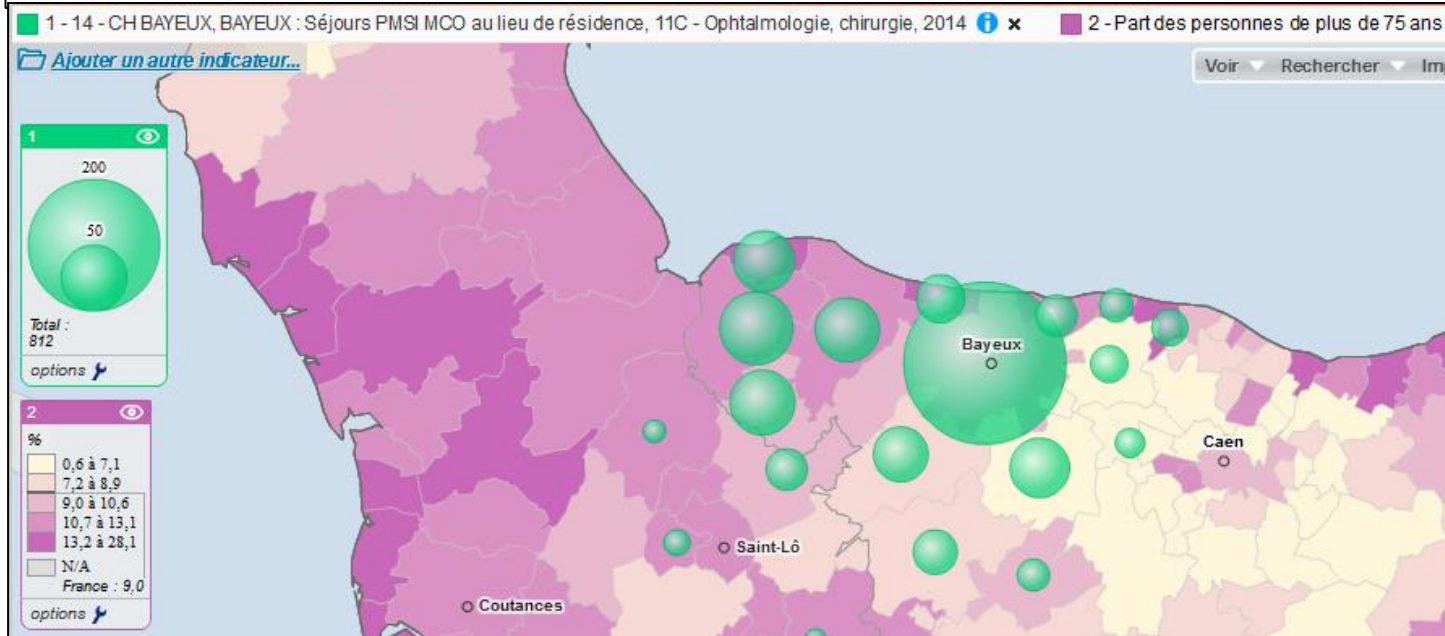 1 - 14 - CH BAYEUX, BAYEUX : Séjours PMSI MCO au lieu de résidence, 11C - Ophtalmologie, chirurgie, 2014 i x 2 - Part des personnes de plus de 75 ans
Ajouter un autre indicateur...
Voir Rechercher Im
1
200
50
Total :
812
options
2
%
0,6 à 7,1
7,2 à 8,9
9,0 à 10,6
10,7 à 13,1
13,2 à 28,1
N/A
France : 9,0
options
Bayeux
Caen
Saint-Lô
Coutances